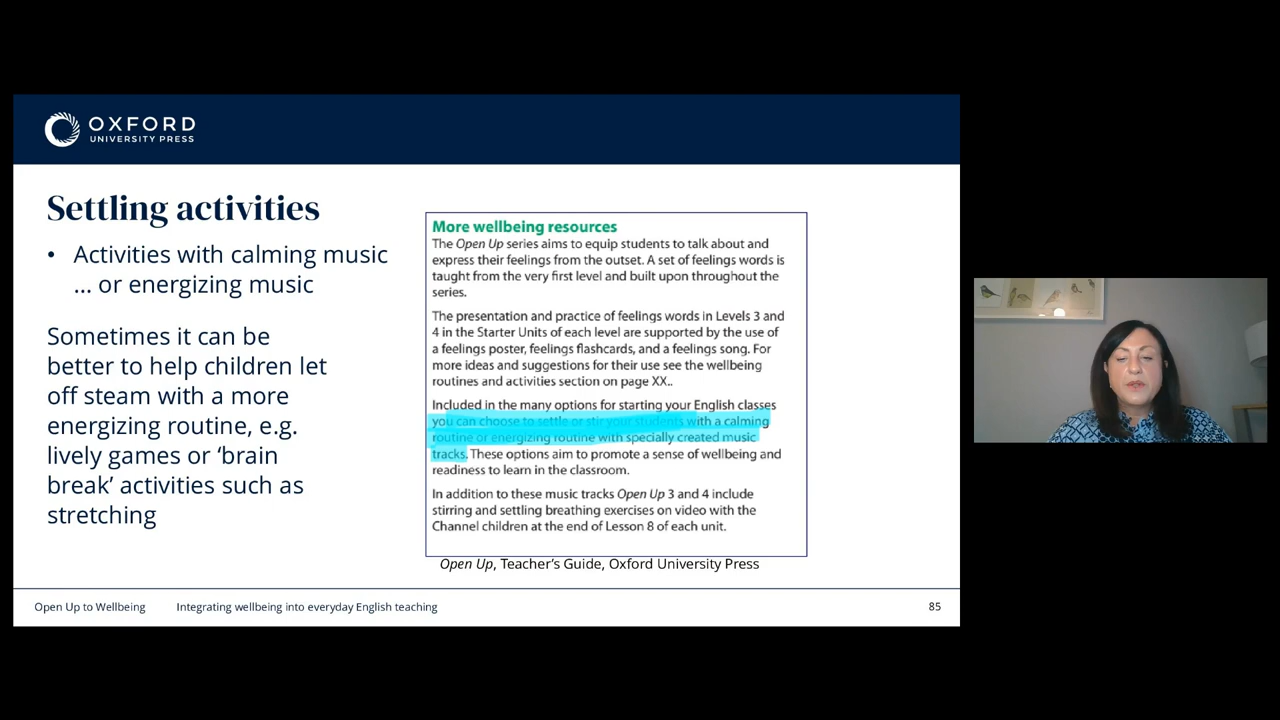 OXFORD
UNIVERSITY PRESS
Settling activities
• Activities with calming music
... or energizing music
Sometimes it can be
better to help children let
off steam with a more
energizing routine, e.g.
lively games or ‘brain
break’ activities such as
stretching
More wellbeing resources
The Open Up series aims to equip students to talk about and
express their feelings from the outset. A set of feelings words is
taught from the very first level and built upon throughout the
series.
The presentation and practice of feelings words in Levels 3 and
4 in the Starter Units of each level are supported by the use of
a feelings poster, feelings flashcards, and a feelings song. For
more ideas and suggestions for their use see the wellbeing
routines and activities section on page XX..
Included in the many options for starting your English classes
you can choose to settle or stir your students with a calming
routine or energizing routine with specially created music
tracks. These options aim to promote a sense of wellbeing and
readiness to learn in the classroom.
In addition to these music tracks Open Up 3 and 4 include
stirring and settling breathing exercises on video with the
Channel children at the end of Lesson 8 of each unit.
Open Up, Teacher’s Guide, Oxford University Press
Open Up to Wellbeing Integrating wellbeing into everyday English teaching 85